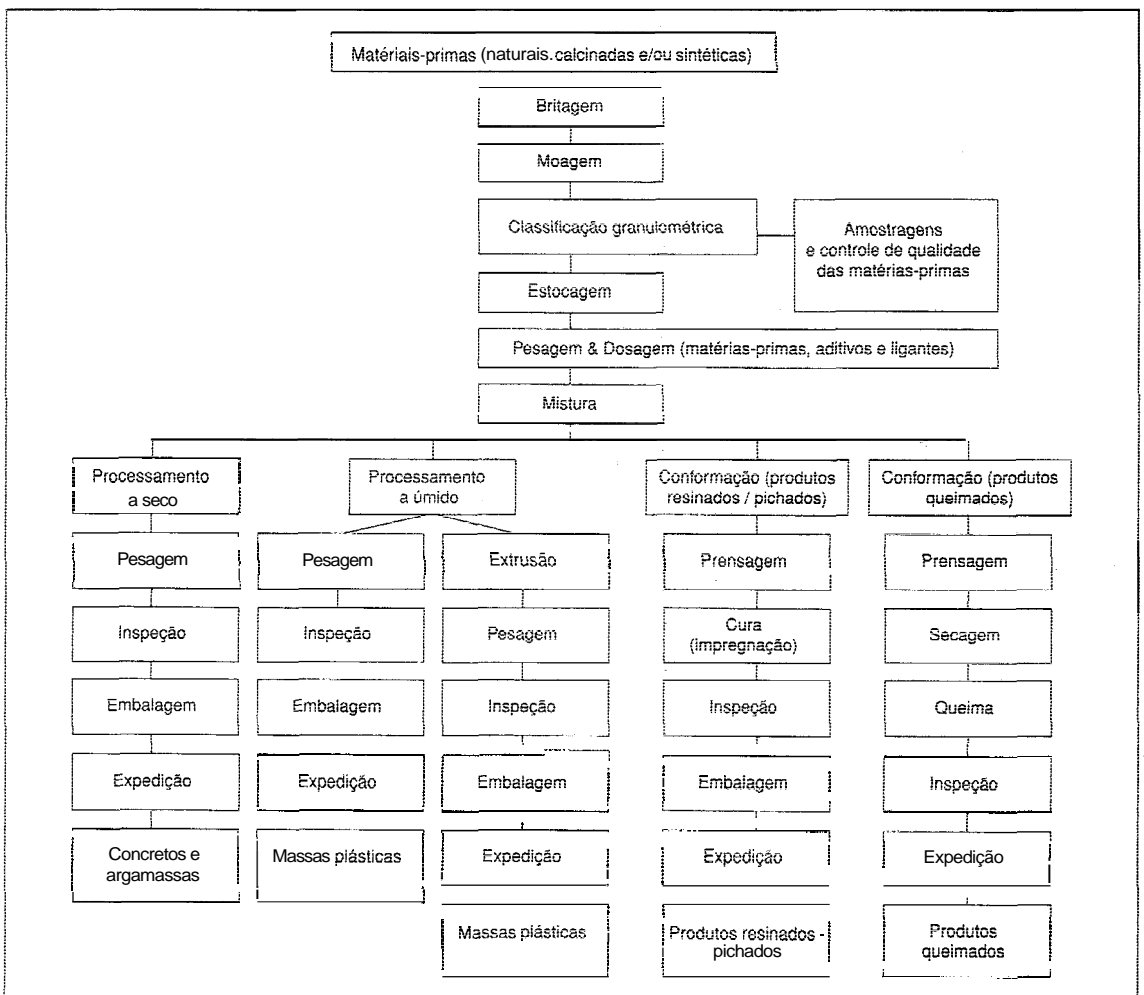 Matériais-primas (naturais. calcinadas e/ou sintéticas)
Britagem
Moagem
Classificação granulométrica
Amostragens
e controle de qualidade
das matérias-primas
Estocagem
Pesagem & Dosagem (matérias-primas, aditivos e ligantes)
Mistura
Processamento
a seco
Pesagem
Inspeção
Embalagem
Expedição
Concretos e
argamassas
Processamento
a úmido
Pesagem
Inspeção
Embalagem
Expedição
Massas plásticas
Extrusão
Pesagem
Inspeção
Embalagem
Expedição
Massas plásticas
Conformação (produtos
resinados / pichados)
Prensagem
Cura
(impregnação)
Inspeção
Embalagem
Expedição
Produtos resinados -
pichados
Conformação (produtos
queimados)
Prensagem
Secagem
Queima
Inspeção
Expedição
Produtos
queimados